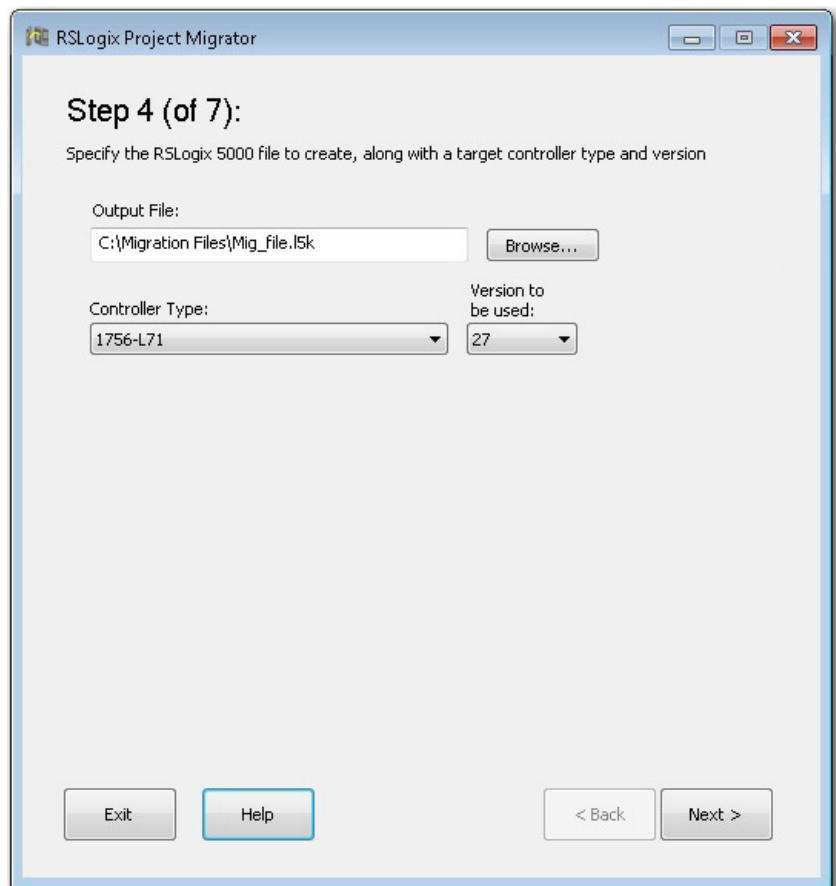 RSLogix Project Migrator
Step 4 (of 7):
Specify the RSLogix 5000 file to create, along with a target controller type and version
Output File:
C:\Migration Files\Mig_file.l5k
Browse...
Controller Type:
Version to
be used:
1756-L71
27
Exit
Help
< Back
Next >